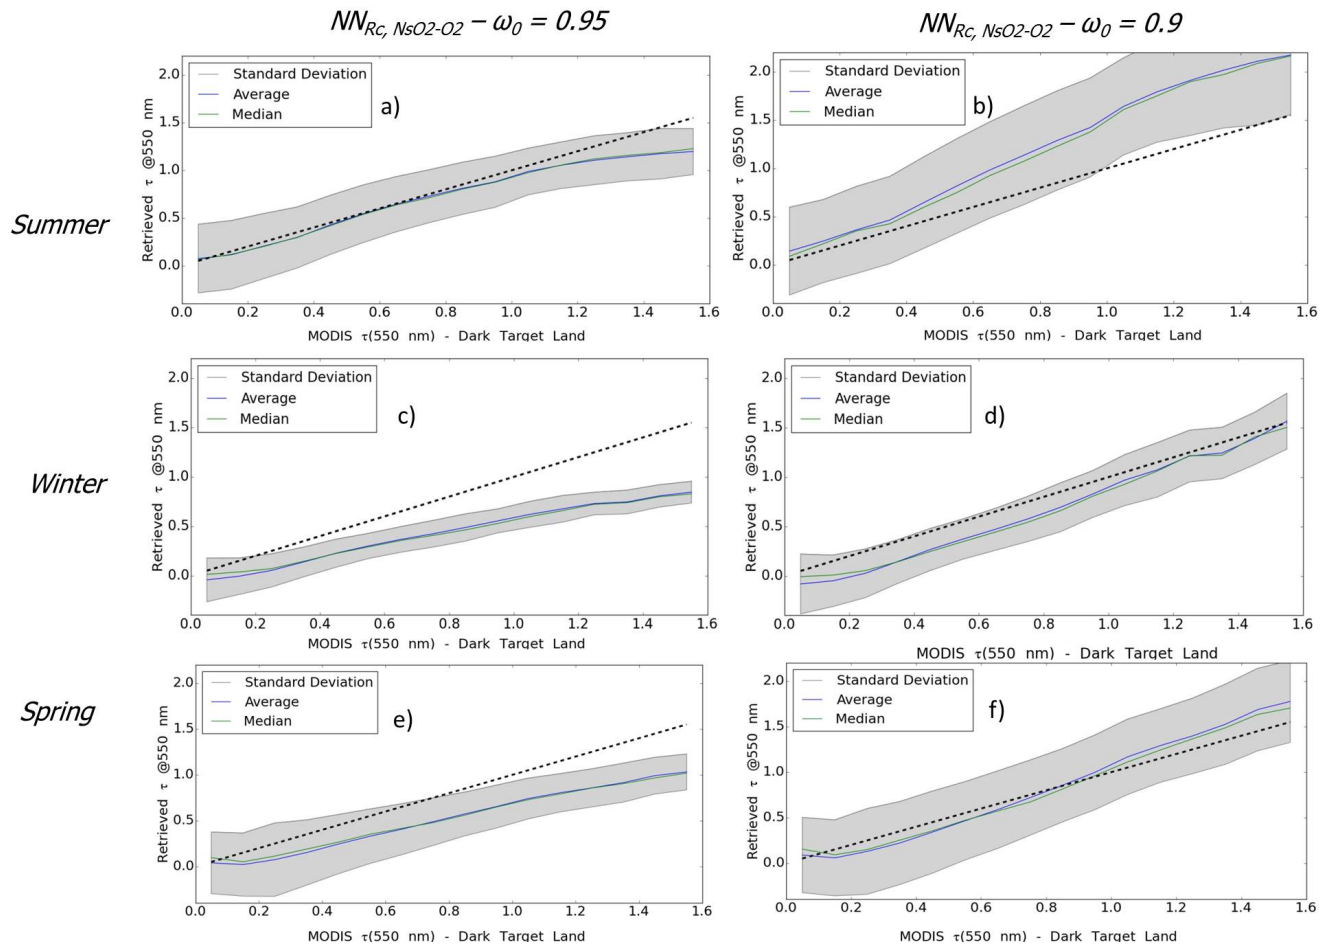 NN_Rc, NsO2-O2 – ω_0 = 0.95
NN_Rc, NsO2-O2 – ω_0 = 0.9
Summer
Retrieved τ @550 nm
2.0
1.5
1.0
0.5
0.0
Standard Deviation
Average
Median
a)
0.0 0.2 0.4 0.6 0.8 1.0 1.2 1.4 1.6
MODIS τ(550 nm) - Dark Target Land
Retrieved τ @550 nm
2.0
1.5
1.0
0.5
0.0
Standard Deviation
Average
Median
b)
0.0 0.2 0.4 0.6 0.8 1.0 1.2 1.4 1.6
MODIS τ(550 nm) - Dark Target Land
Winter
Retrieved τ @550 nm
2.0
1.5
1.0
0.5
0.0
Standard Deviation
Average
Median
c)
0.0 0.2 0.4 0.6 0.8 1.0 1.2 1.4 1.6
MODIS τ(550 nm) - Dark Target Land
Retrieved τ @550 nm
2.0
1.5
1.0
0.5
0.0
Standard Deviation
Average
Median
d)
0.0 0.2 0.4 0.6 0.8 1.0 1.2 1.4 1.6
MODIS τ(550 nm) - Dark Target Land
Spring
Retrieved τ @550 nm
2.0
1.5
1.0
0.5
0.0
Standard Deviation
Average
Median
e)
0.0 0.2 0.4 0.6 0.8 1.0 1.2 1.4 1.6
MODIS τ(550 nm) - Dark Target Land
Retrieved τ @550 nm
2.0
1.5
1.0
0.5
0.0
Standard Deviation
Average
Median
f)
0.0 0.2 0.4 0.6 0.8 1.0 1.2 1.4 1.6
MODIS τ(550 nm) - Dark Target Land